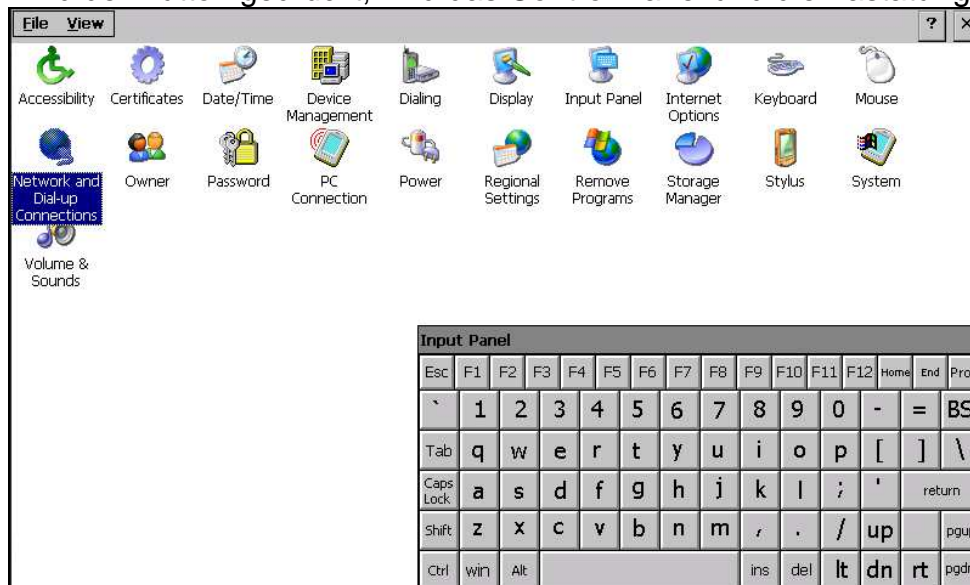 File View ? ×
Accessibility Certificates Date/Time Device Management Dialing Display Input Panel Internet Options Keyboard Mouse
Network and Dial-up Connections Owner Password PC Connection Power Regional Settings Remove Programs Storage Manager Stylus System
Volume & Sounds
Input Panel
Esc F1 F2 F3 F4 F5 F6 F7 F8 F9 F10 F11 F12 Home End Pro
` 1 2 3 4 5 6 7 8 9 0 - = BS
Tab q w e r t y u i o p [ ] \
Caps Lock a s d f g h j k l ; ' return
Shift z x c v b n m , . / up pgup
Ctrl win Alt ins del lt dn rt pgdn